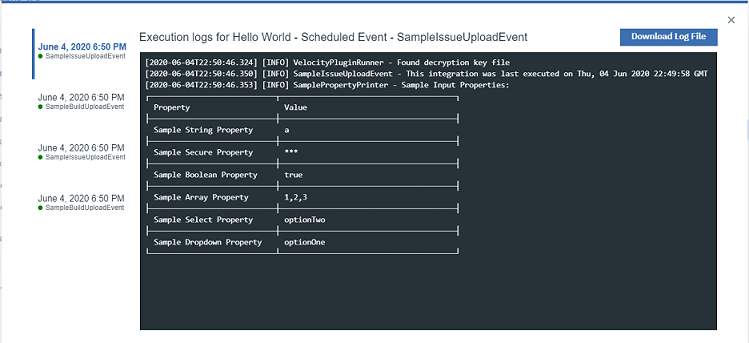 Execution logs for Hello World - Scheduled Event - SampleIssueUploadEvent
Download Log File
June 4, 2020 6:50 PM
SampleIssueUploadEvent
June 4, 2020 6:50 PM
SampleBuildUploadEvent
June 4, 2020 6:50 PM
SampleIssueUploadEvent
June 4, 2020 6:50 PM
SampleBuildUploadEvent
[2020-06-04T22:50:46.324] [INFO] VelocityPluginRunner - Found decryption key file
[2020-06-04T22:50:46.350] [INFO] SampleIssueUploadEvent - This integration was last executed on Thu, 04 Jun 2020 22:49:58 GMT
[2020-06-04T22:50:46.353] [INFO] SamplePropertyPrinter - Sample Input Properties:
Property Value
Sample String Property a
Sample Secure Property ***
Sample Boolean Property true
Sample Array Property 1,2,3
Sample Select Property optionTwo
Sample Dropdown Property optionOne